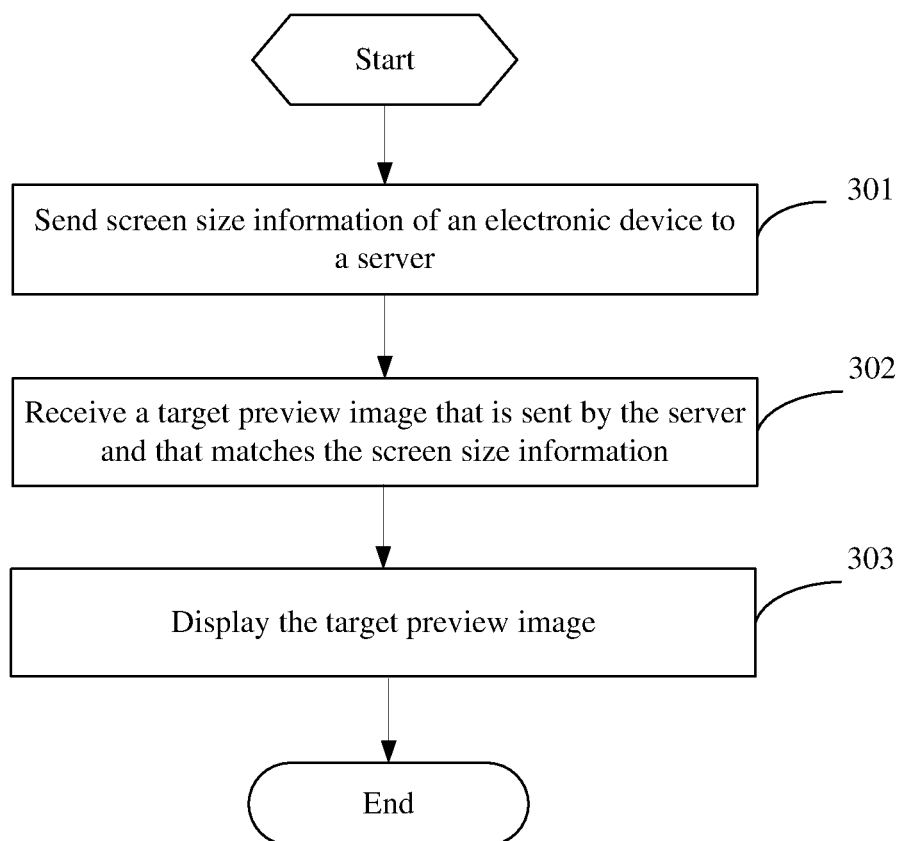 Start
301
Send screen size information of an electronic device to
a server
302
Receive a target preview image that is sent by the server
and that matches the screen size information
303
Display the target preview image
End